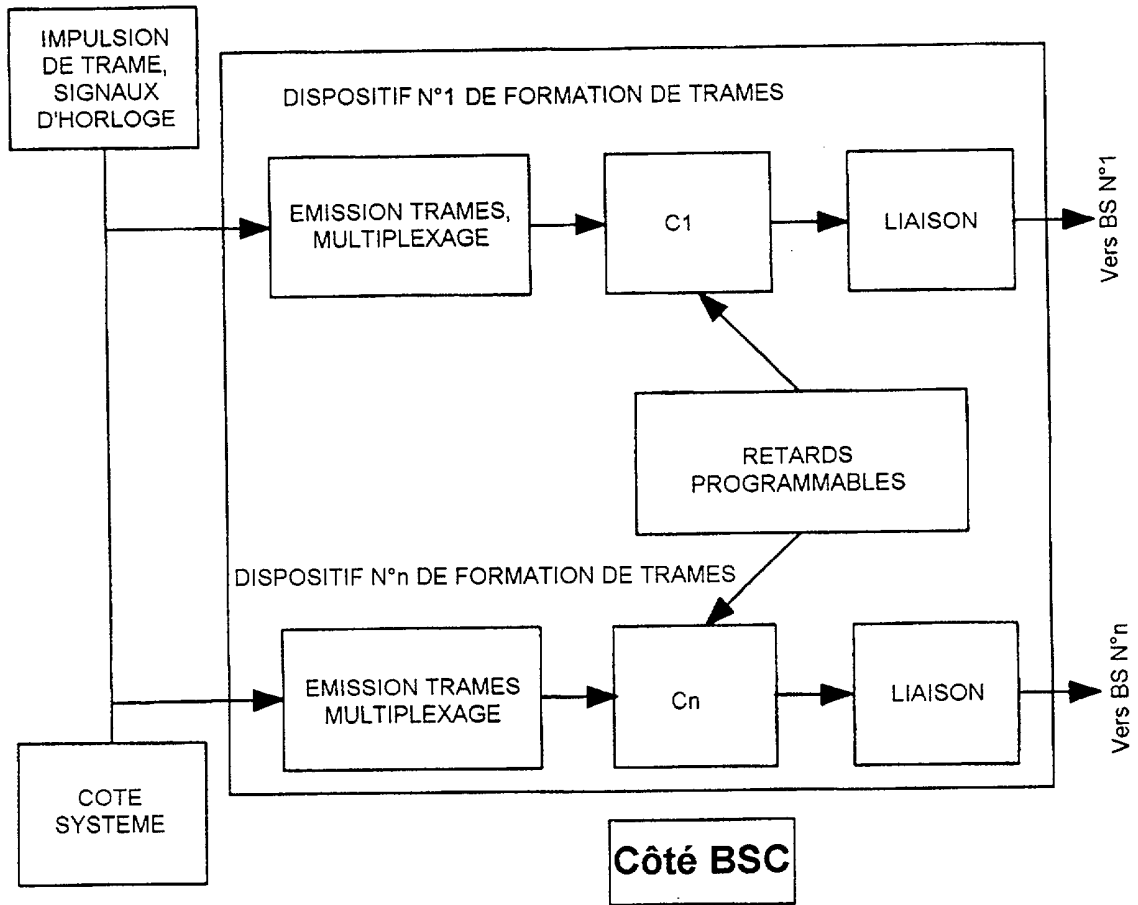 IMPULSION
DE TRAME,
SIGNAUX
D'HORLOGE
DISPOSITIF N°1 DE FORMATION DE TRAMES
EMISSION TRAMES,
MULTIPLEXAGE
C1
LIAISON
Vers BS N°1
RETARDS
PROGRAMMABLES
DISPOSITIF N°n DE FORMATION DE TRAMES
EMISSION TRAMES
MULTIPLEXAGE
Cn
LIAISON
Vers BS N°n
COTE
SYSTEME
Côté BSC